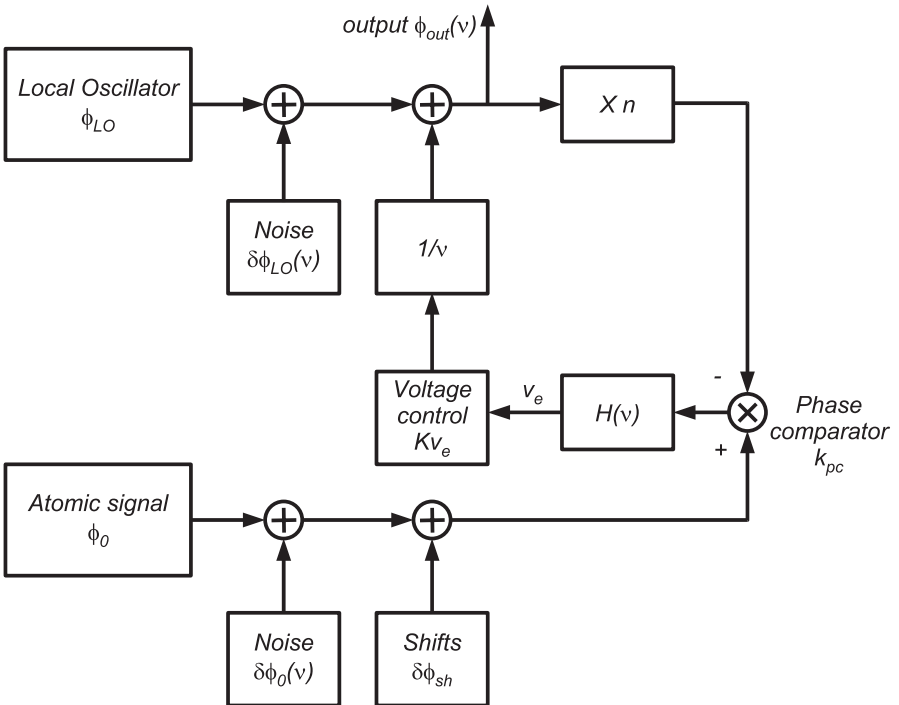 output ϕout(ν)
Local Oscillator
ϕLO
X n
Noise
δϕLO(ν)
1/ν
Voltage
control
Kve
ve
H(ν)
-
+
Phase
comparator
kpc
Atomic signal
ϕ0
Noise
δϕ0(ν)
Shifts
δϕsh